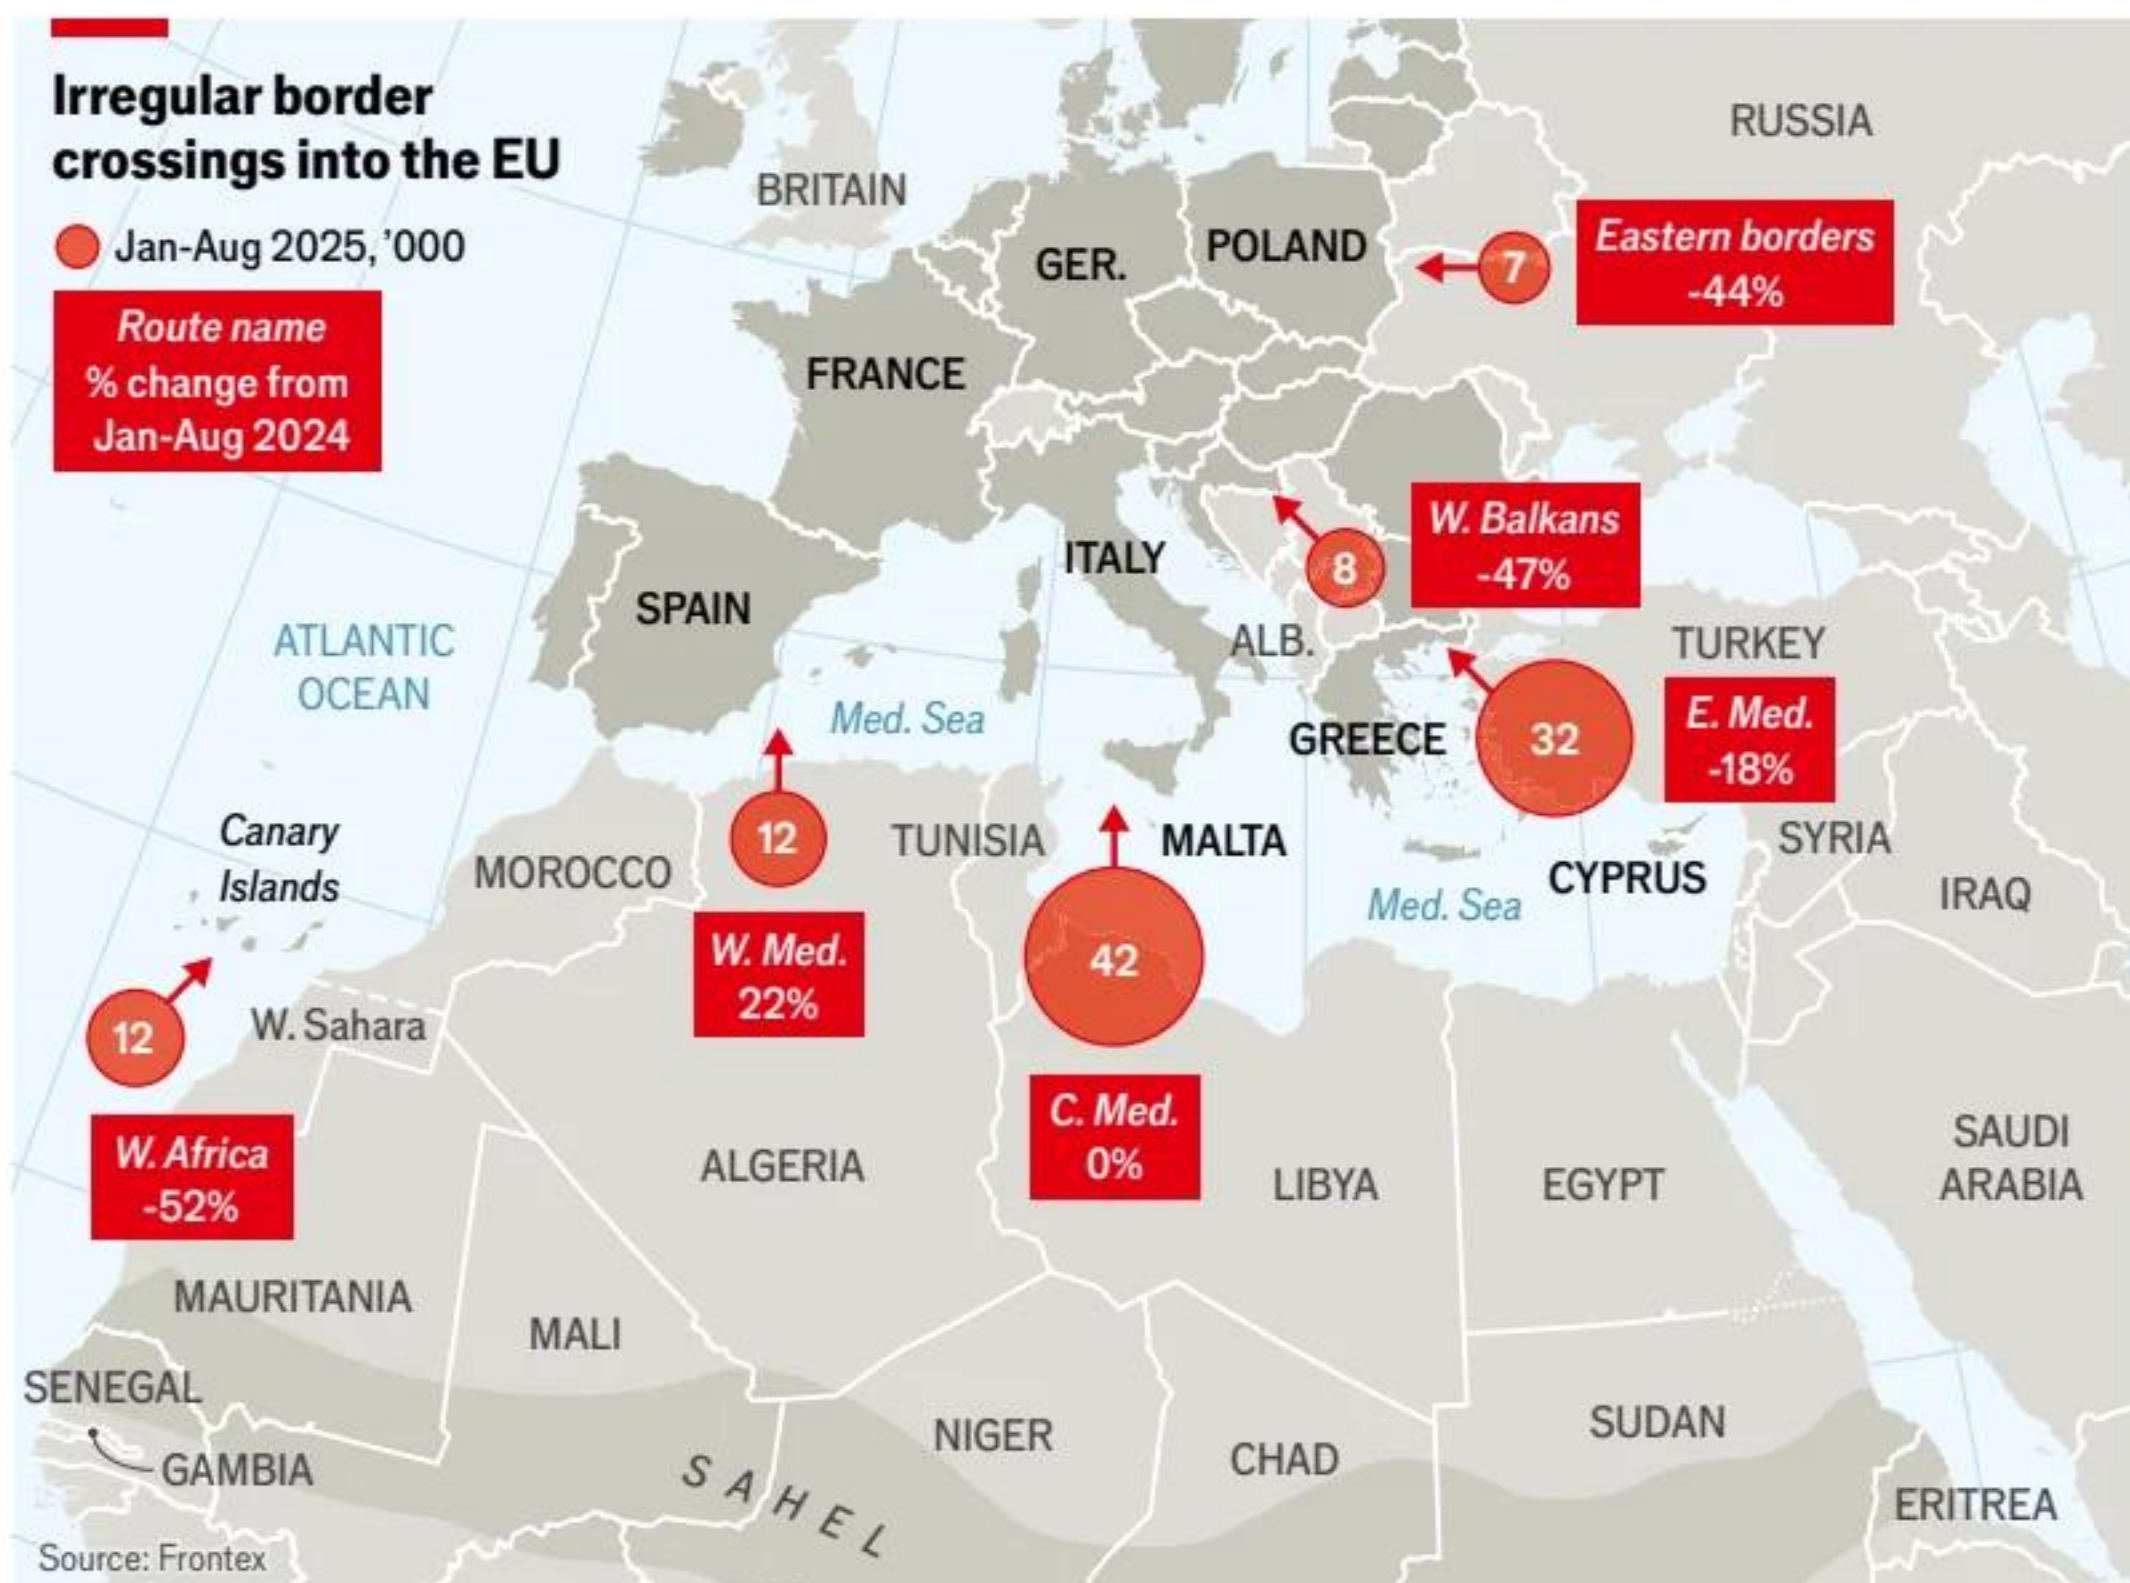 Irregular border
crossings into the EU
Jan-Aug 2025, ’000
Route name
% change from
Jan-Aug 2024
RUSSIA
BRITAIN
Eastern borders
-44%
7
POLAND
GER.
FRANCE
W. Balkans
-47%
8
ITALY
SPAIN
ALB.
TURKEY
ATLANTIC
OCEAN
Med. Sea
GREECE
32
E. Med.
-18%
Canary
Islands
MOROCCO
12
TUNISIA
MALTA
CYPRUS
SYRIA
IRAQ
Med. Sea
W. Med.
22%
42
12
W. Sahara
W. Africa
-52%
C. Med.
0%
ALGERIA
LIBYA
EGYPT
SAUDI
ARABIA
MAURITANIA
MALI
SENEGAL
GAMBIA
NIGER
CHAD
SUDAN
SAHEL
ERITREA
Source: Frontex